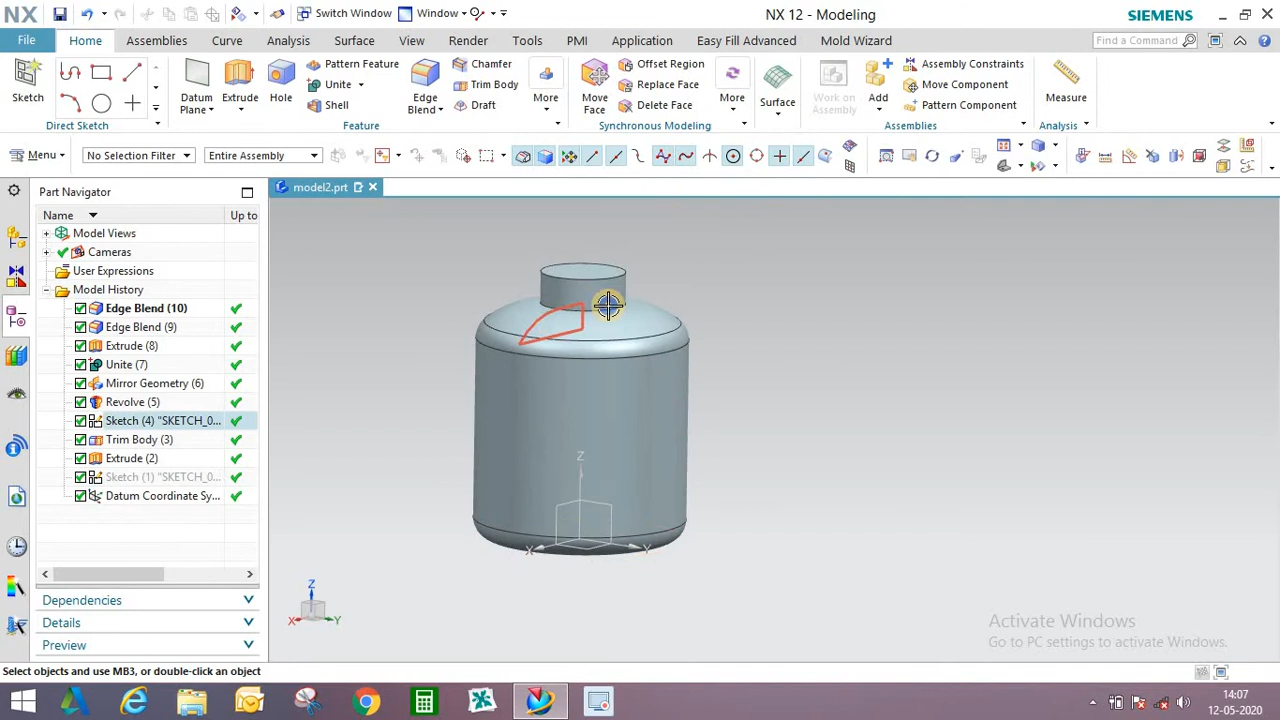 NX
Switch Window
Window
NX 12 - Modeling
SIEMENS
File
Home
Assemblies
Curve
Analysis
Surface
View
Render
Tools
PMI
Application
Easy Fill Advanced
Mold Wizard
Find a Command
Sketch
Direct Sketch
Datum Plane
Extrude
Hole
Pattern Feature
Unite
Shell
Edge Blend
Chamfer
Trim Body
Draft
More
Feature
Move Face
Offset Region
Replace Face
Delete Face
More
Synchronous Modeling
Surface
Work on Assembly
Add
Assembly Constraints
Move Component
Pattern Component
Assemblies
Measure
Analysis
Menu
No Selection Filter
Entire Assembly
Part Navigator
model2.prt
Name
Up to
Model Views
Cameras
User Expressions
Model History
Edge Blend (10)
Edge Blend (9)
Extrude (8)
Unite (7)
Mirror Geometry (6)
Revolve (5)
Sketch (4) "SKETCH_0...
Trim Body (3)
Extrude (2)
Sketch (1) "SKETCH_0...
Datum Coordinate Sy...
Dependencies
Details
Preview
Z
X
Y
Z
X
Y
Activate Windows
Go to PC settings to activate Windows.
Select objects and use MB3, or double-click an object
14:07
12-05-2020